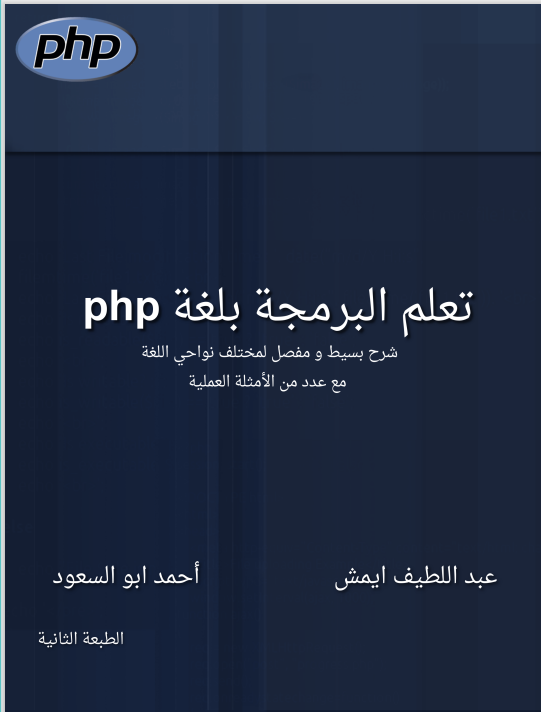 php
تعلم البرمجة بلغة php
شرح بسيط و مفصل لمختلف نواحي اللغة
مع عدد من الأمثلة العملية
عبد اللطيف ايمش
أحمد ابو السعود
الطبعة الثانية